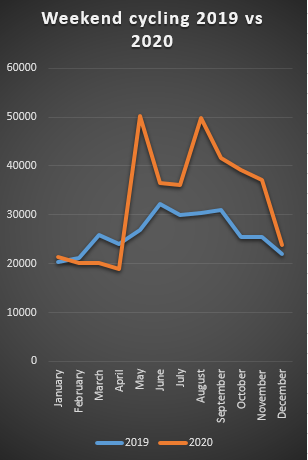 Weekend cycling 2019 vs
2020
60000
50000
40000
30000
20000
10000
0
January
February
March
April
May
June
July
August
September
October
November
December
2019
2020